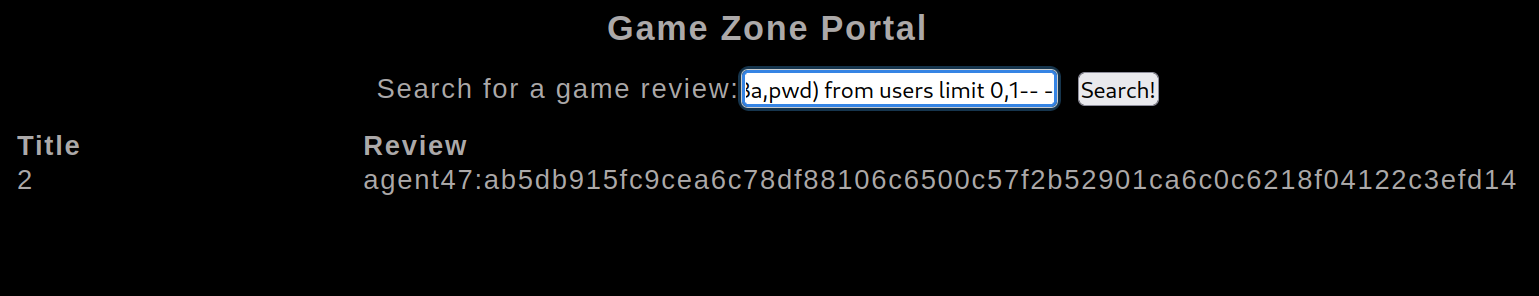 Game Zone Portal
Search for a game review: 3a,pwd) from users limit 0,1-- - Search!
Title Review
2 agent47:ab5db915fc9cea6c78df88106c6500c57f2b52901ca6c0c6218f04122c3efd14